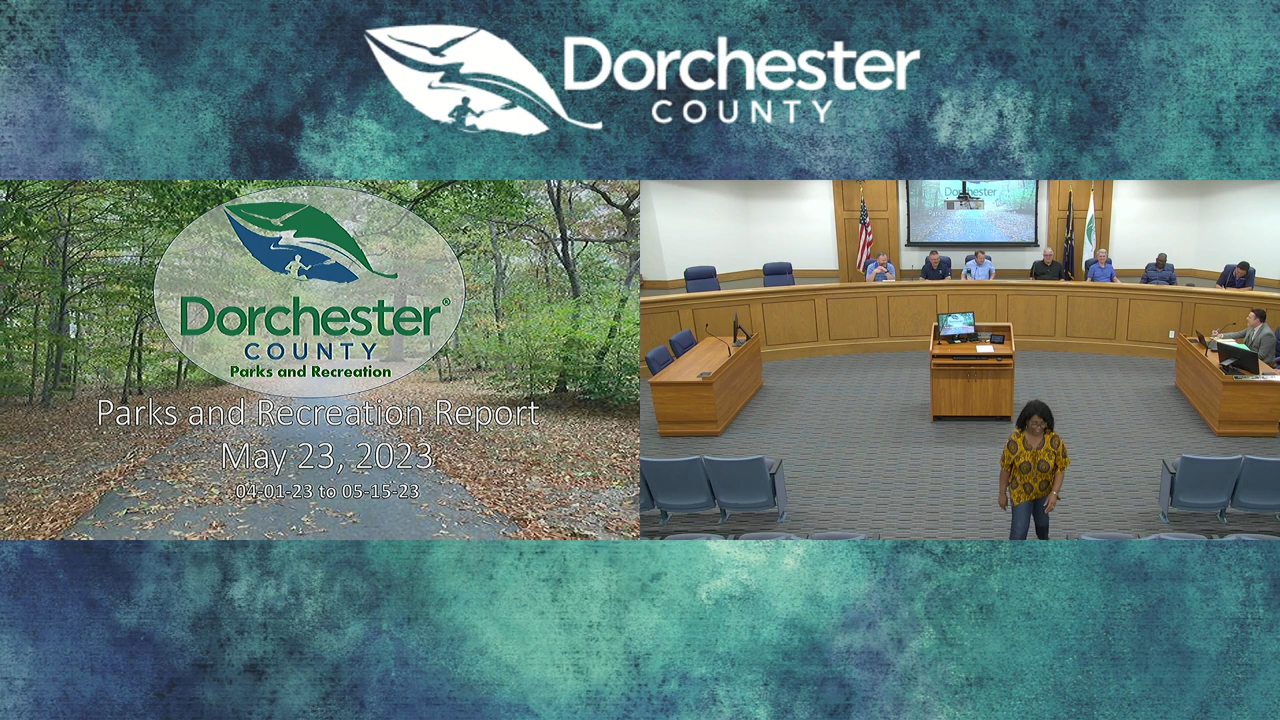 Dorchester
COUNTY
Dorchester®
COUNTY
Parks and Recreation
Parks and Recreation Report
May 23, 2023
04-01-23 to 05-15-23
Dorchester